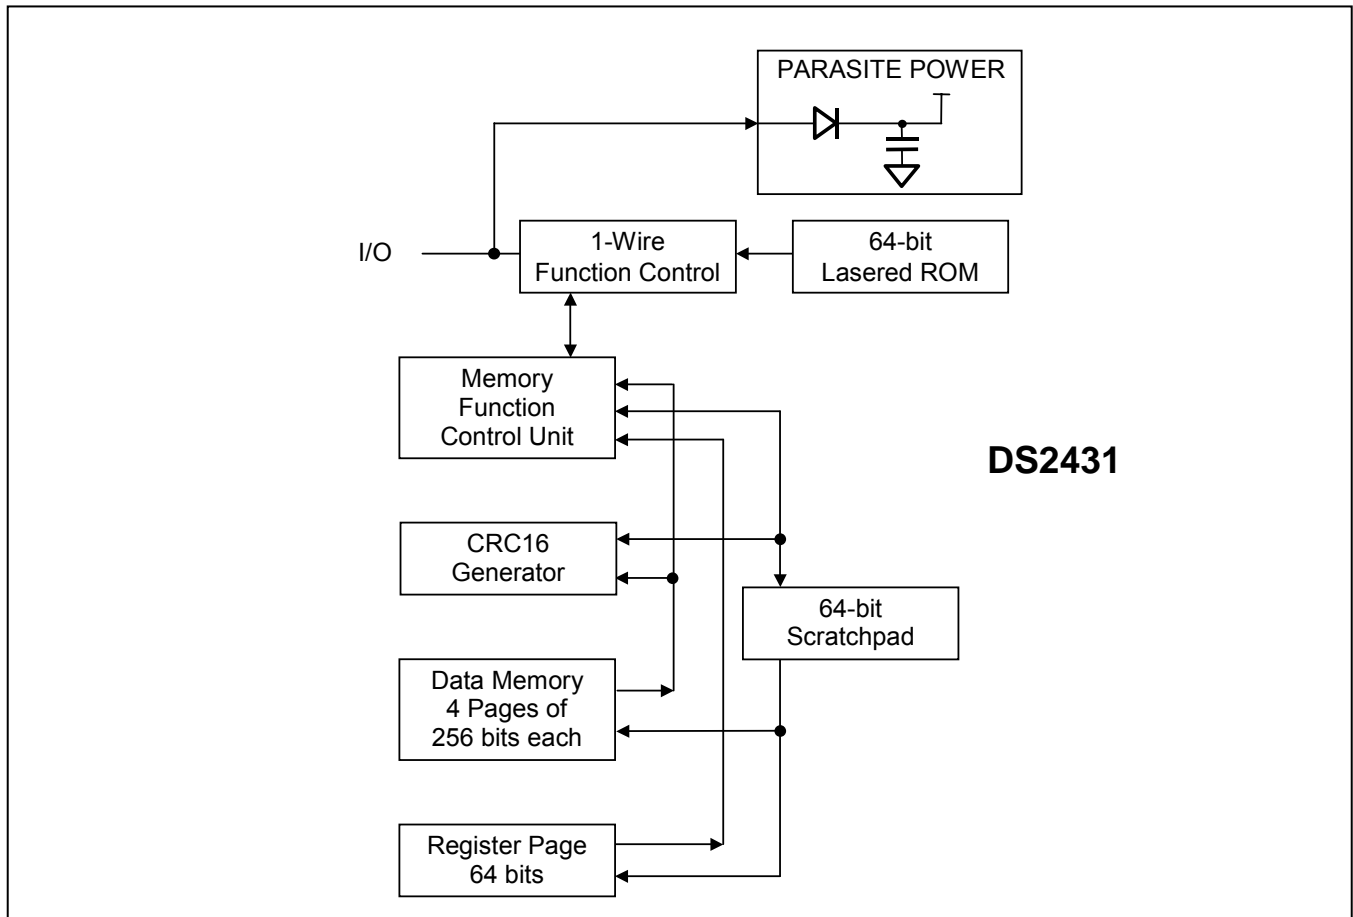 PARASITE POWER
I/O
1-Wire
Function Control
64-bit
Lasered ROM
Memory
Function
Control Unit
DS2431
CRC16
Generator
64-bit
Scratchpad
Data Memory
4 Pages of
256 bits each
Register Page
64 bits